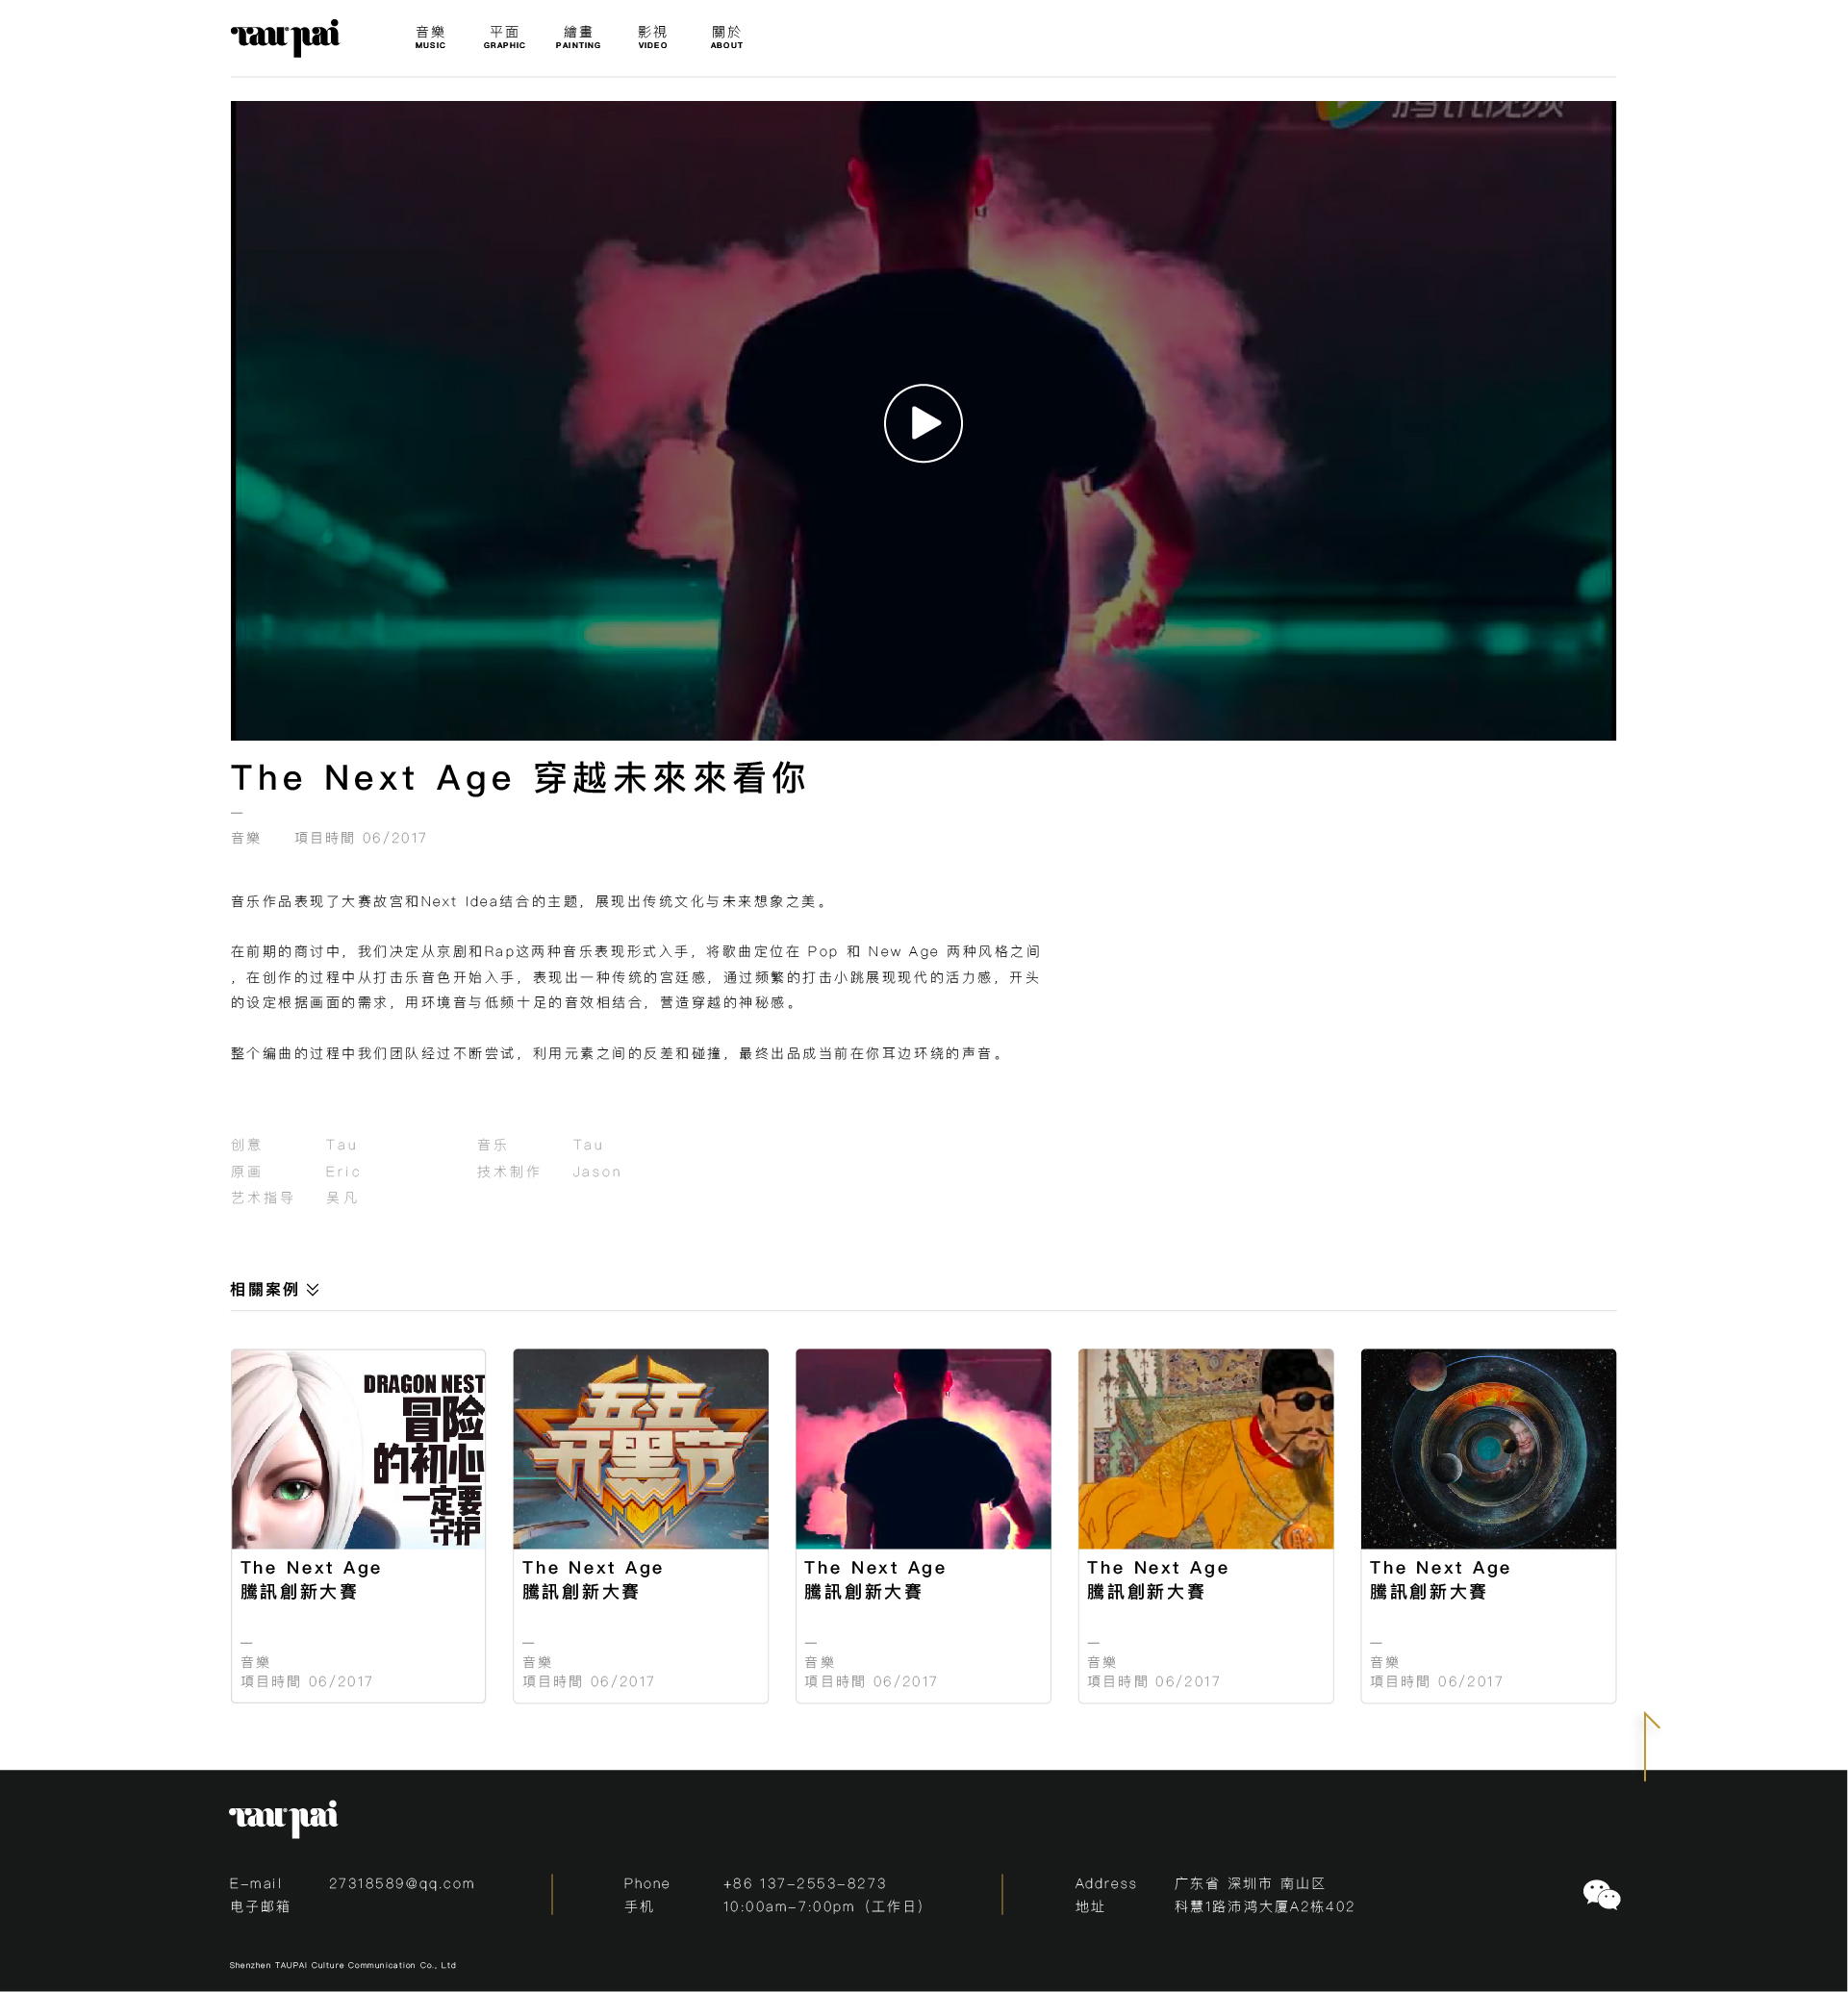 Taupai
音樂 平面 繪畫 影視 關於
MUSIC GRAPHIC PAINTING VIDEO ABOUT
腾讯视频
The Next Age 穿越未來來看你
音樂 項目時間 06/2017
音乐作品表现了大赛故宫和Next Idea结合的主题，展现出传统文化与未来想象之美。
在前期的商讨中，我们决定从京剧和Rap这两种音乐表现形式入手，将歌曲定位在 Pop 和 New Age 两种风格之间
，在创作的过程中从打击乐音色开始入手，表现出一种传统的宫廷感，通过频繁的打击小跳展现现代的活力感，开头
的设定根据画面的需求，用环境音与低频十足的音效相结合，营造穿越的神秘感。
整个编曲的过程中我们团队经过不断尝试，利用元素之间的反差和碰撞，最终出品成当前在你耳边环绕的声音。
创意 Tau 音乐 Tau
原画 Eric 技术制作 Jason
艺术指导 吴凡
相關案例
DRAGON NEST
冒险
的初心
一定要
守护
五五
开黑节
The Next Age
騰訊創新大賽
音樂
項目時間 06/2017
The Next Age
騰訊創新大賽
音樂
項目時間 06/2017
The Next Age
騰訊創新大賽
音樂
項目時間 06/2017
The Next Age
騰訊創新大賽
音樂
項目時間 06/2017
The Next Age
騰訊創新大賽
音樂
項目時間 06/2017
Taupai
E-mail 27318589@qq.com
电子邮箱
Phone +86 137-2553-8273
手机 10:00am-7:00pm（工作日）
Address 广东省 深圳市 南山区
地址 科慧1路沛鸿大厦A2栋402
Shenzhen TAUPAI Culture Communication Co., Ltd